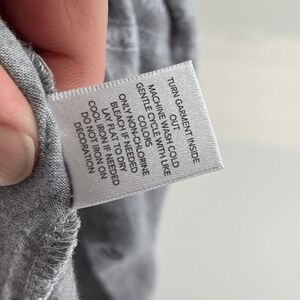 TURN GARMENT INSIDE
OUT
MACHINE WASH COLD
GENTLE CYCLE WITH LIKE
COLORS
ONLY NON-CHLORINE
BLEACH IF NEEDED
LAY FLAT TO DRY
COOL IRON IF NEEDED
DO NOT IRON ON
DECORATION